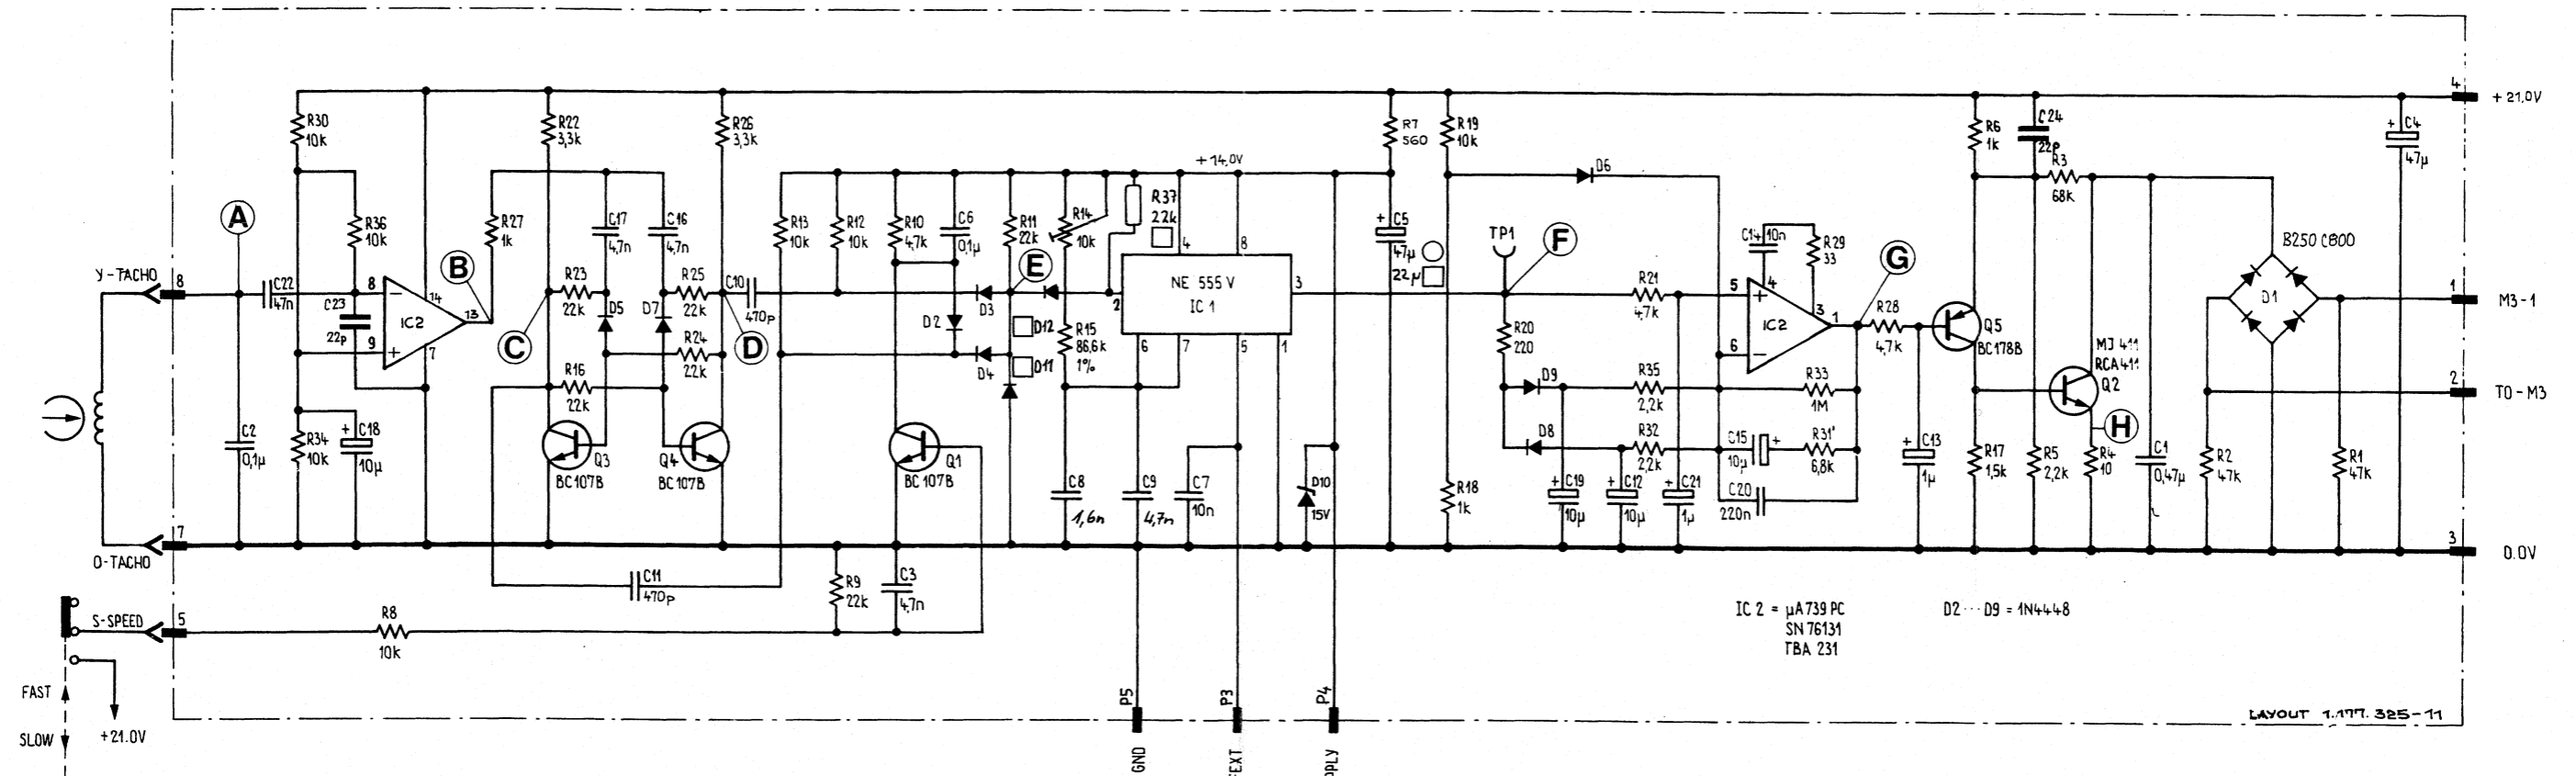 R30
10k
R22
3,3k
R26
3,3k
R7
560
R19
10k
R6
1k
C24
22p
R3
68k
+
C4
47µ
4
+21.0V
+14,0V
A
R36
10k
B
R27
1k
C17
4,7n
C16
4,7n
R13
10k
R12
10k
R10
4,7k
C6
0,1µ
R11
22k
R14
10k
R37
22k
4
8
+
C5
47µ
22µ
TP1
F
D6
C14
10n
R29
33
G
B250 C800
Y-TACHO
8
C22
47n
C23
22p
8
−
14
IC2
13
9
+
7
C
R23
22k
D5
D7
R25
22k
R24
22k
R16
22k
D
C10
470p
D2
D3
E
D12
D4
D11
R15
86,6k
1%
2
NE 555 V
IC 1
3
6
7
5
1
R20
220
R21
4,7k
5
+
4
IC2
3
1
6
−
R28
4,7k
Q5
BC178B
MJ 411
RCA411
Q2
D1
1
M3-1
2
TO-M3
C2
0,1µ
R34
10k
+
C18
10µ
Q3
BC107B
Q4
BC107B
Q1
BC107B
C8
1,6n
C9
4,7n
C7
10n
D10
15V
R18
1k
D9
D8
R35
2,2k
R32
2,2k
R33
1M
C15
10µ
+
R31'
6,8k
C20
220n
+
C19
10µ
+
C12
10µ
+
C21
1µ
+
C13
1µ
R17
1,5k
R5
2,2k
H
R4
10
C1
0,47µ
R2
47k
R1
47k
7
0-TACHO
3
0.0V
C11
470p
R9
22k
C3
4,7n
S-SPEED
5
R8
10k
IC 2 = µA 739 PC
SN 76131
TBA 231
D2 ··· D9 = 1N4448
FAST
SLOW
+21.0V
P5
P3
P4
GND
LAYOUT 1.177.325-11